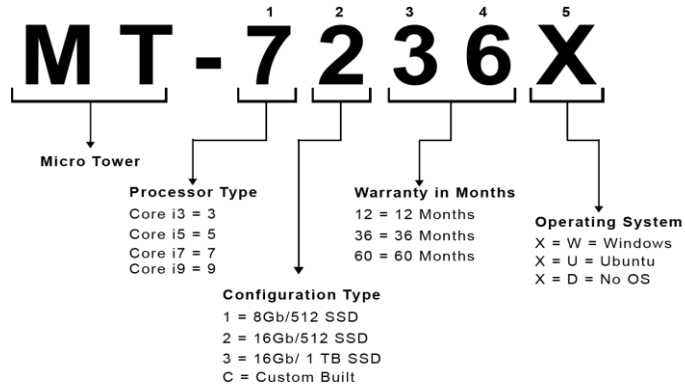 1 2 3 4 5
MT-7236X
Micro Tower
Processor Type
Core i3 = 3
Core i5 = 5
Core i7 = 7
Core i9 = 9
Configuration Type
1 = 8Gb/512 SSD
2 = 16Gb/512 SSD
3 = 16Gb/ 1 TB SSD
C = Custom Built
Warranty in Months
12 = 12 Months
36 = 36 Months
60 = 60 Months
Operating System
X = W = Windows
X = U = Ubuntu
X = D = No OS